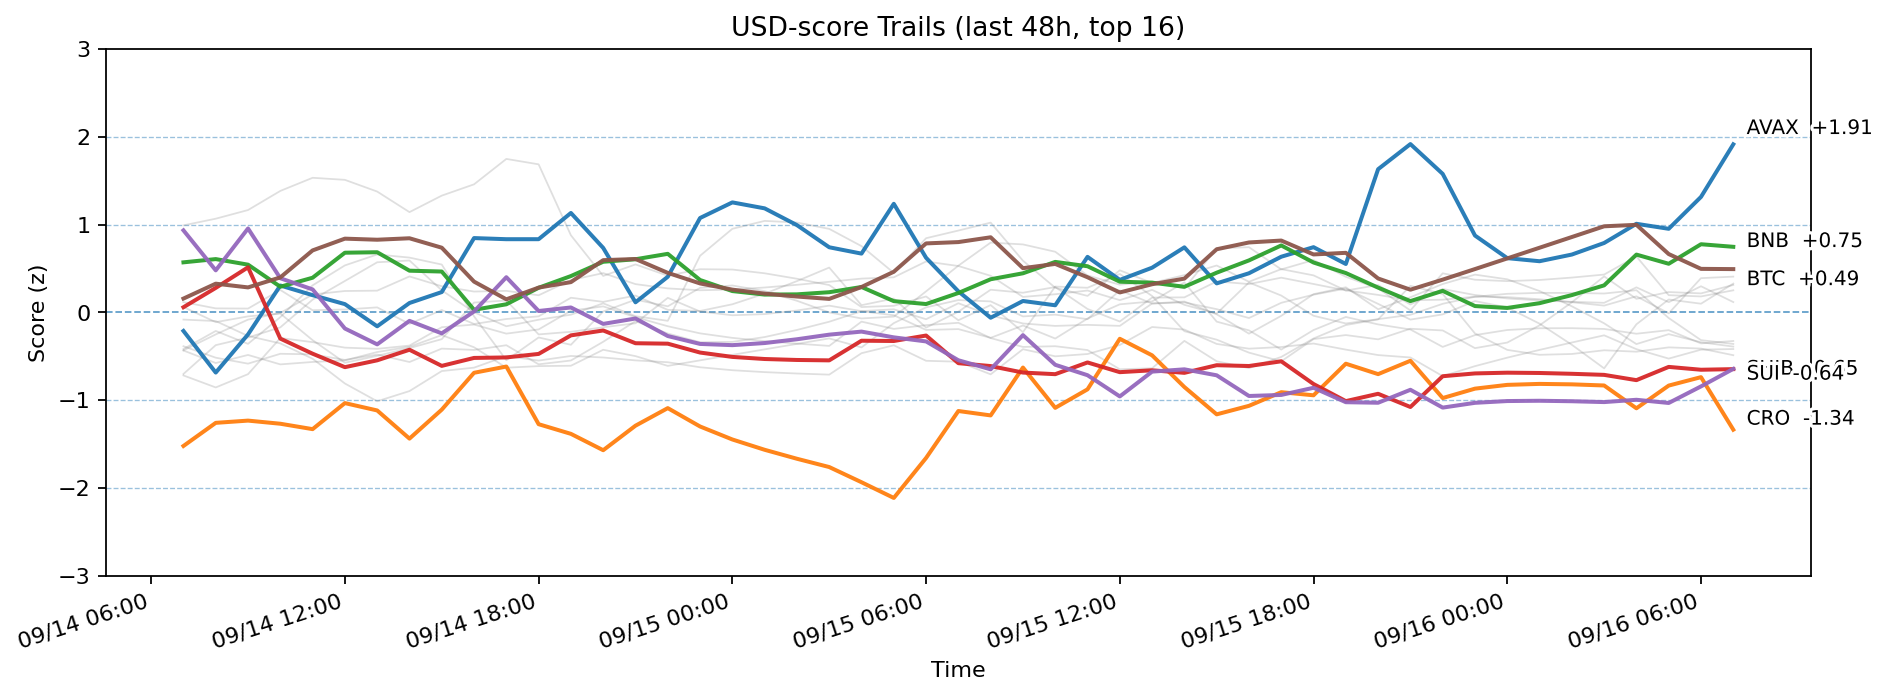 USD-score Trails (last 48h, top 16)
Score (z)
3
2
1
0
−1
−2
−3
AVAX +1.91
BNB +0.75
BTC +0.49
SUI -0.64
CRO -1.34
09/14 06:00
09/14 12:00
09/14 18:00
09/15 00:00
09/15 06:00
09/15 12:00
09/15 18:00
09/16 00:00
09/16 06:00
Time